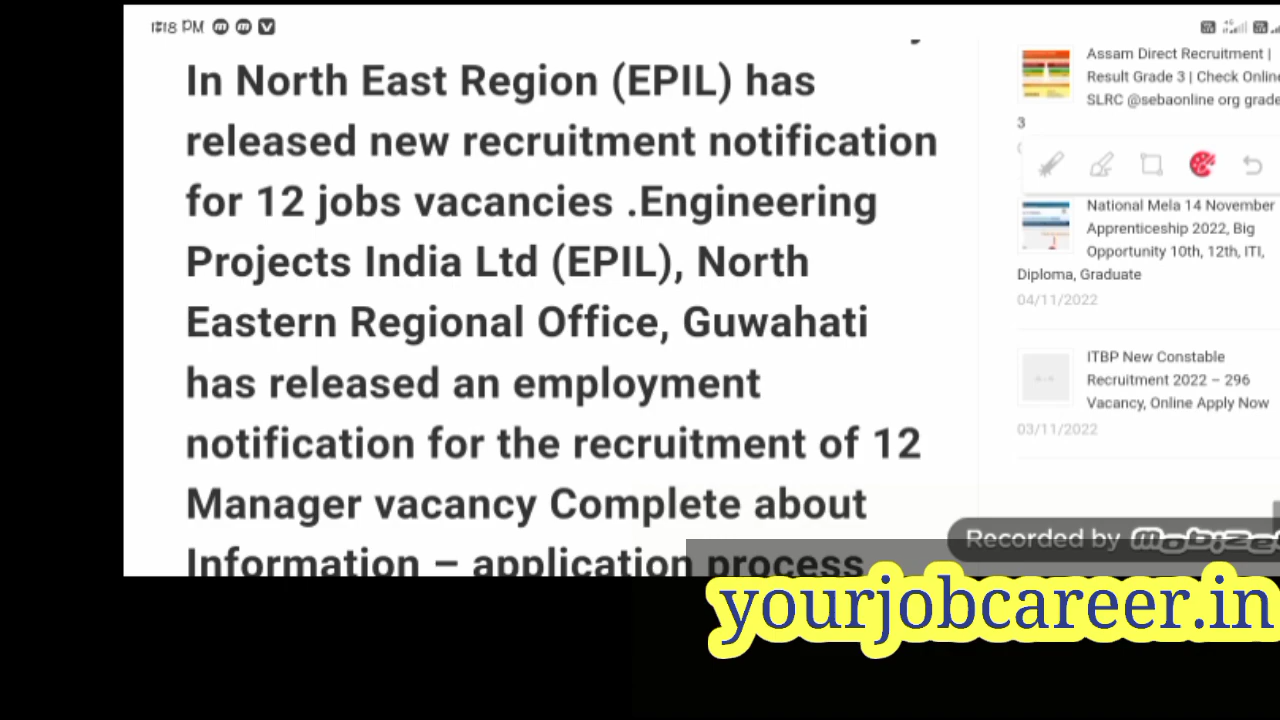 1:18 PM
In North East Region (EPIL) has
released new recruitment notification
for 12 jobs vacancies .Engineering
Projects India Ltd (EPIL), North
Eastern Regional Office, Guwahati
has released an employment
notification for the recruitment of 12
Manager vacancy Complete about
Information – application process
Assam Direct Recruitment |
Result Grade 3 | Check Online
SLRC @sebaonline org grade
3
National Mela 14 November
Apprenticeship 2022, Big
Opportunity 10th, 12th, ITI,
Diploma, Graduate
04/11/2022
ITBP New Constable
Recruitment 2022 – 296
Vacancy, Online Apply Now
03/11/2022
Recorded by
yourjobcareer.in